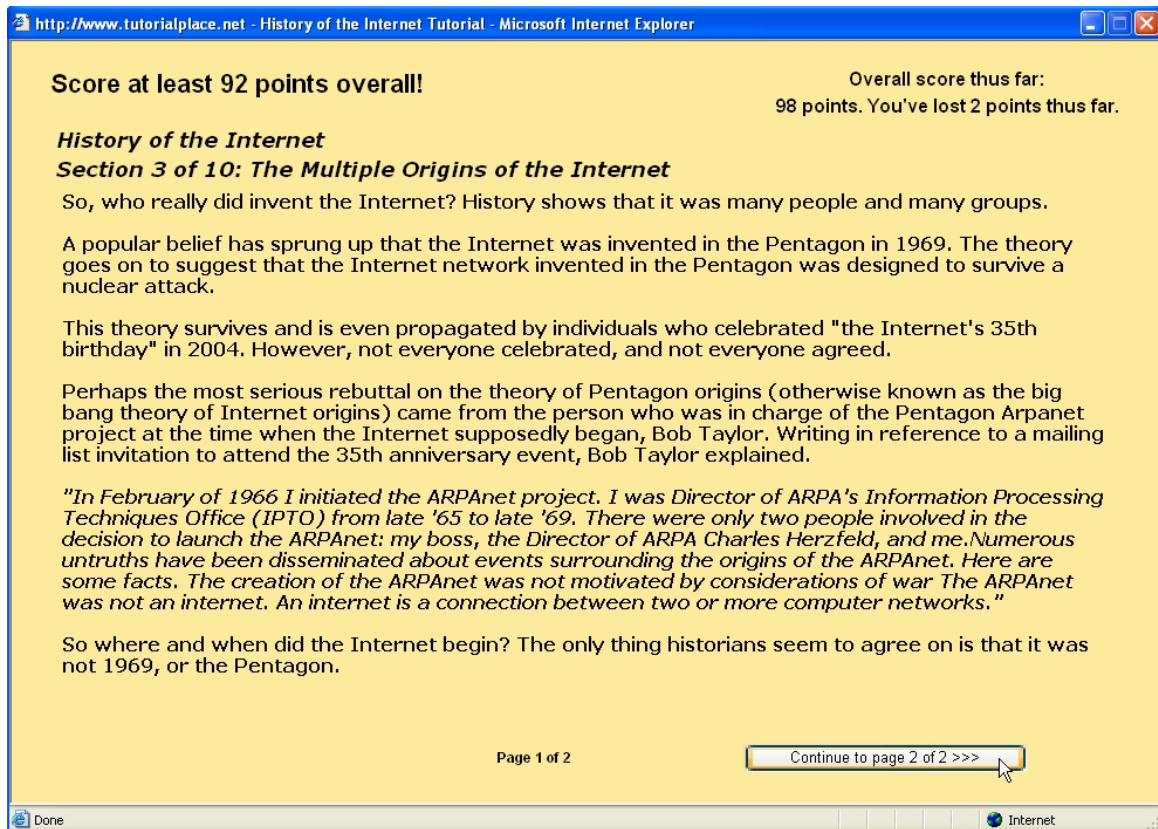 http://www.tutorialplace.net - History of the Internet Tutorial - Microsoft Internet Explorer
Score at least 92 points overall!
Overall score thus far:
98 points. You've lost 2 points thus far.
History of the Internet
Section 3 of 10: The Multiple Origins of the Internet
So, who really did invent the Internet? History shows that it was many people and many groups.
A popular belief has sprung up that the Internet was invented in the Pentagon in 1969. The theory
goes on to suggest that the Internet network invented in the Pentagon was designed to survive a
nuclear attack.
This theory survives and is even propagated by individuals who celebrated "the Internet's 35th
birthday" in 2004. However, not everyone celebrated, and not everyone agreed.
Perhaps the most serious rebuttal on the theory of Pentagon origins (otherwise known as the big
bang theory of Internet origins) came from the person who was in charge of the Pentagon Arpanet
project at the time when the Internet supposedly began, Bob Taylor. Writing in reference to a mailing
list invitation to attend the 35th anniversary event, Bob Taylor explained.
"In February of 1966 I initiated the ARPAnet project. I was Director of ARPA's Information Processing
Techniques Office (IPTO) from late '65 to late '69. There were only two people involved in the
decision to launch the ARPAnet: my boss, the Director of ARPA Charles Herzfeld, and me.Numerous
untruths have been disseminated about events surrounding the origins of the ARPAnet. Here are
some facts. The creation of the ARPAnet was not motivated by considerations of war The ARPAnet
was not an internet. An internet is a connection between two or more computer networks."
So where and when did the Internet begin? The only thing historians seem to agree on is that it was
not 1969, or the Pentagon.
Page 1 of 2
Continue to page 2 of 2 >>>
Done
Internet